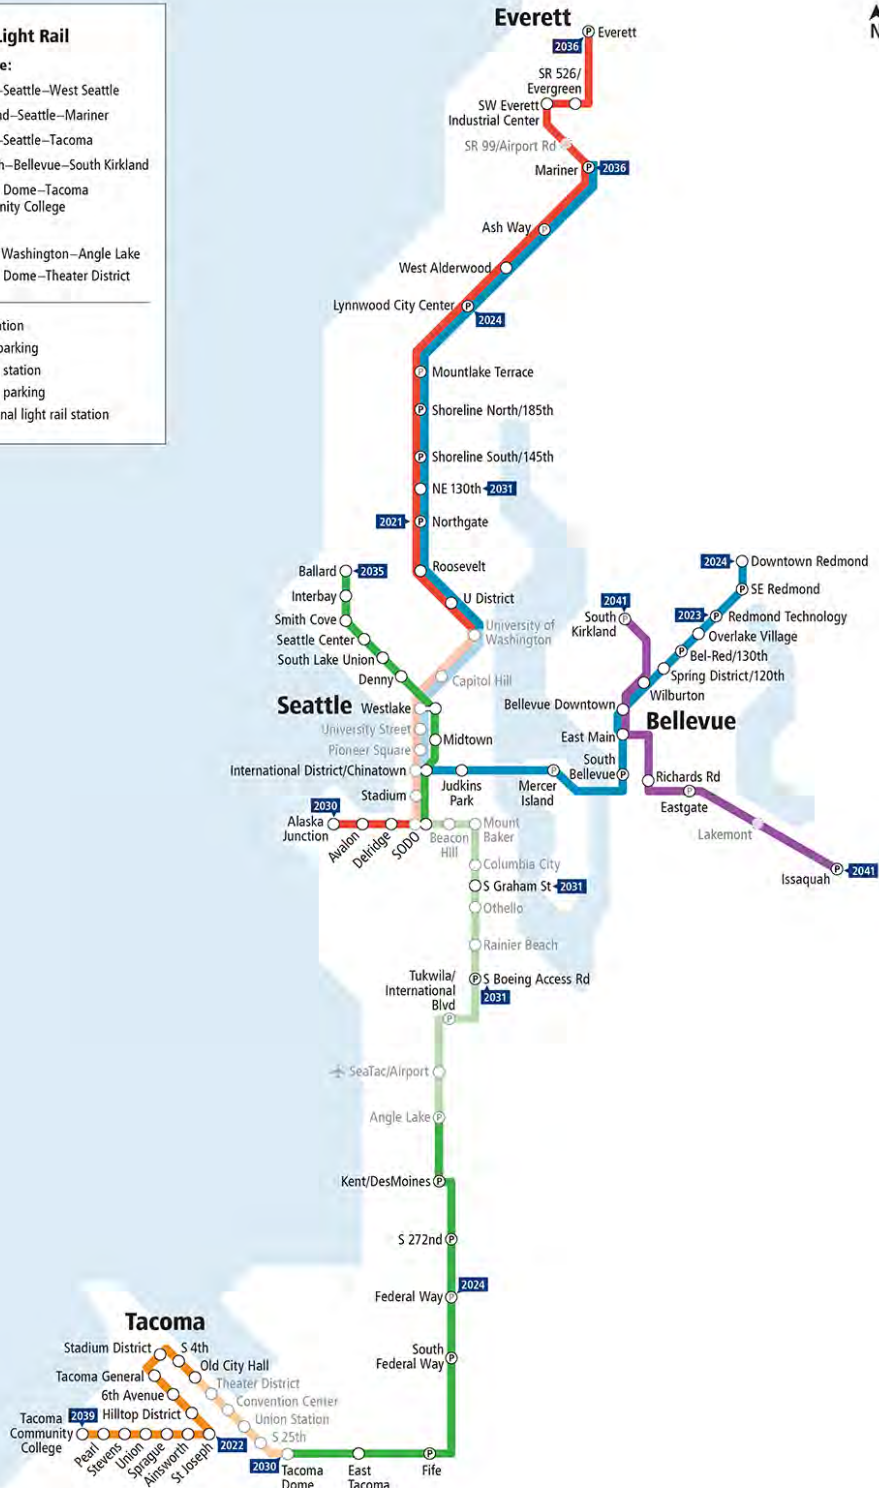 Light Rail
e:
–Seattle–West Seattle
nd–Seattle–Mariner
–Seattle–Tacoma
h–Bellevue–South Kirkland
Dome–Tacoma
nity College
Washington–Angle Lake
Dome–Theater District
tion
parking
station
parking
nal light rail station
N
Everett
Everett
2036
SR 526/
Evergreen
SW Everett
Industrial Center
SR 99/Airport Rd
Mariner
P
2036
Ash Way
P
West Alderwood
Lynnwood City Center
P
2024
P
Mountlake Terrace
P
Shoreline North/185th
P
Shoreline South/145th
NE 130th
2031
2021
P
Northgate
Roosevelt
U District
University of
Washington
Capitol Hill
Ballard
2035
Interbay
Smith Cove
Seattle Center
South Lake Union
Denny
Seattle
Westlake
University Street
Midtown
Pioneer Square
International District/Chinatown
Judkins
Park
P
Mercer
Island
Stadium
2030
Alaska
Junction
Avalon
Delridge
SODO
Beacon
Hill
Mount
Baker
2024
Downtown Redmond
P
SE Redmond
2023
P
Redmond Technology
Overlake Village
P
Bel-Red/130th
Spring District/120th
Wilburton
2041
South
Kirkland
P
Bellevue Downtown
Bellevue
East Main
South
Bellevue
P
Richards Rd
P
Eastgate
Lakemont
Issaquah
P
2041
Columbia City
S Graham St
2031
Othello
Rainier Beach
P
S Boeing Access Rd
2031
Tukwila/
International
Blvd
P
SeaTac/Airport
Angle Lake
P
Kent/DesMoines
P
S 272nd
P
2024
Federal Way
P
South
Federal Way
P
Tacoma
Stadium District
S 4th
Old City Hall
Tacoma General
Theater District
6th Avenue
Convention Center
Hilltop District
Union Station
S 25th
Tacoma
Community
College
2039
Pearl
Stevens
Union
Sprague
Ainsworth
St Joseph
2022
2030
Tacoma
Dome
East
Tacoma
P
Fife